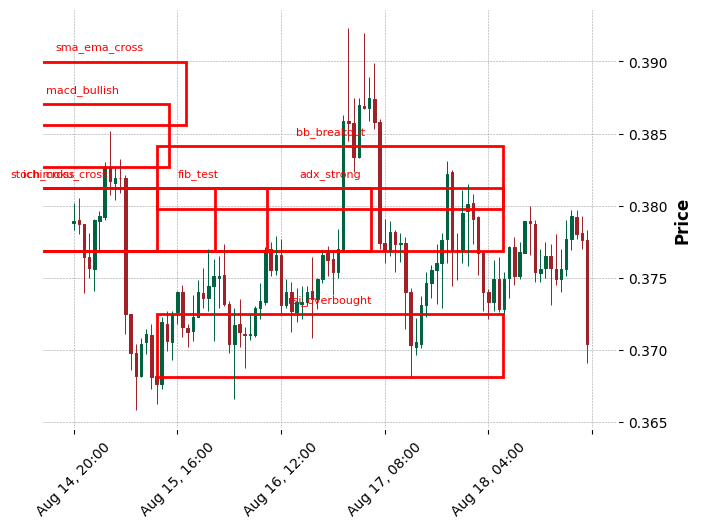 sma_ema_cross
0.390
macd_bullish
0.385
bb_breakout
fib_test
adx_strong
0.380
Price
0.375
rsi_overbought
0.370
0.365
Aug 14, 20:00
Aug 15, 16:00
Aug 16, 12:00
Aug 17, 08:00
Aug 18, 04:00